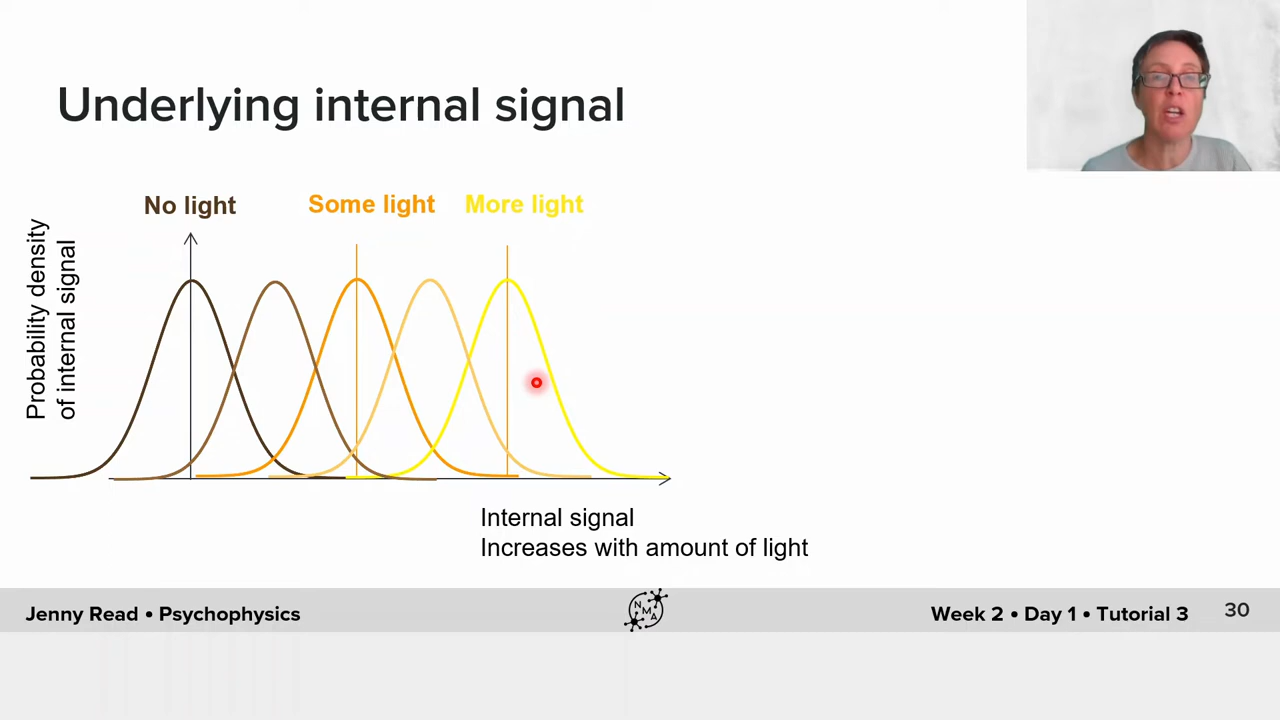 Underlying internal signal
No light
Some light
More light
Probability density
of internal signal
Internal signal
Increases with amount of light
Jenny Read • Psychophysics
N
M
A
Week 2 • Day 1 • Tutorial 3
30